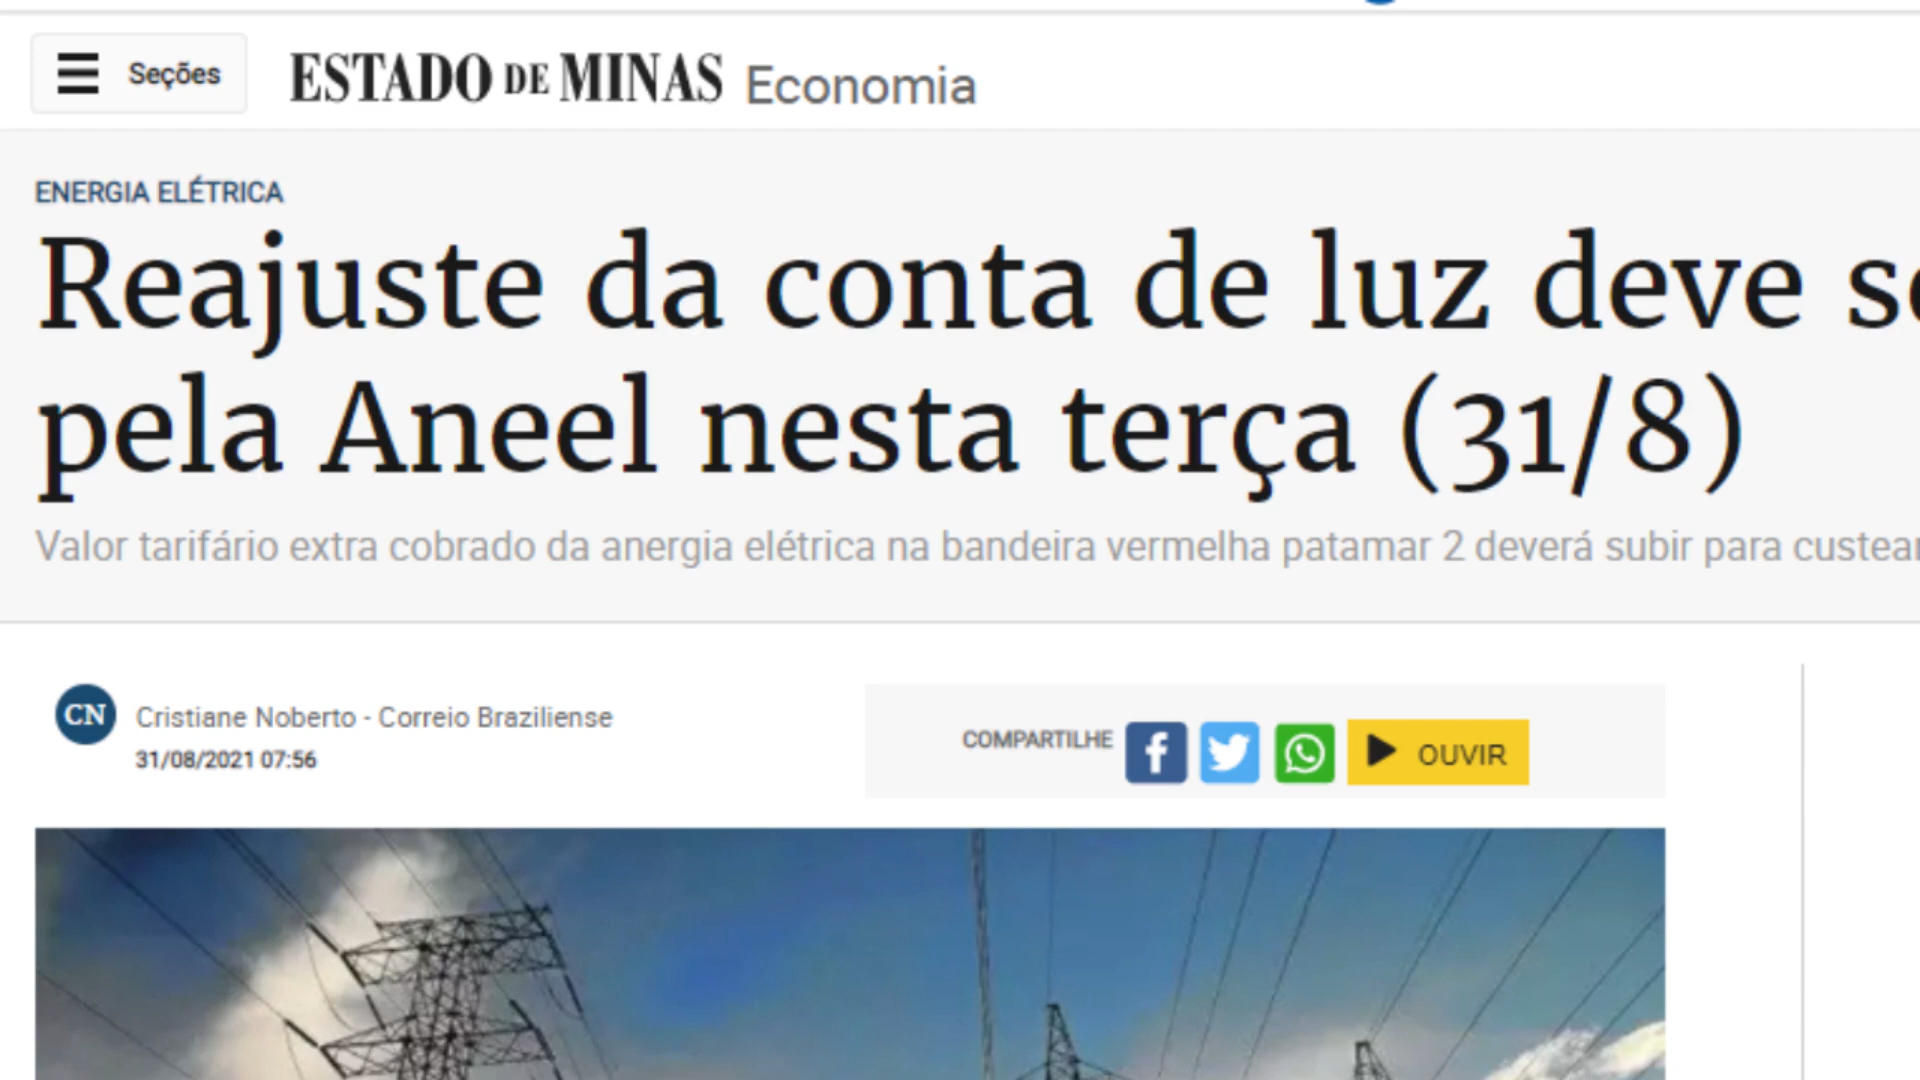 Seções
ESTADO DE MINAS Economia
ENERGIA ELÉTRICA
Reajuste da conta de luz deve
pela Aneel nesta terça (31/8)
Valor tarifário extra cobrado da anergia elétrica na bandeira vermelha patamar 2 deverá subir para custear
CN
Cristiane Noberto - Correio Braziliense
31/08/2021 07:56
COMPARTILHE
OUVIR